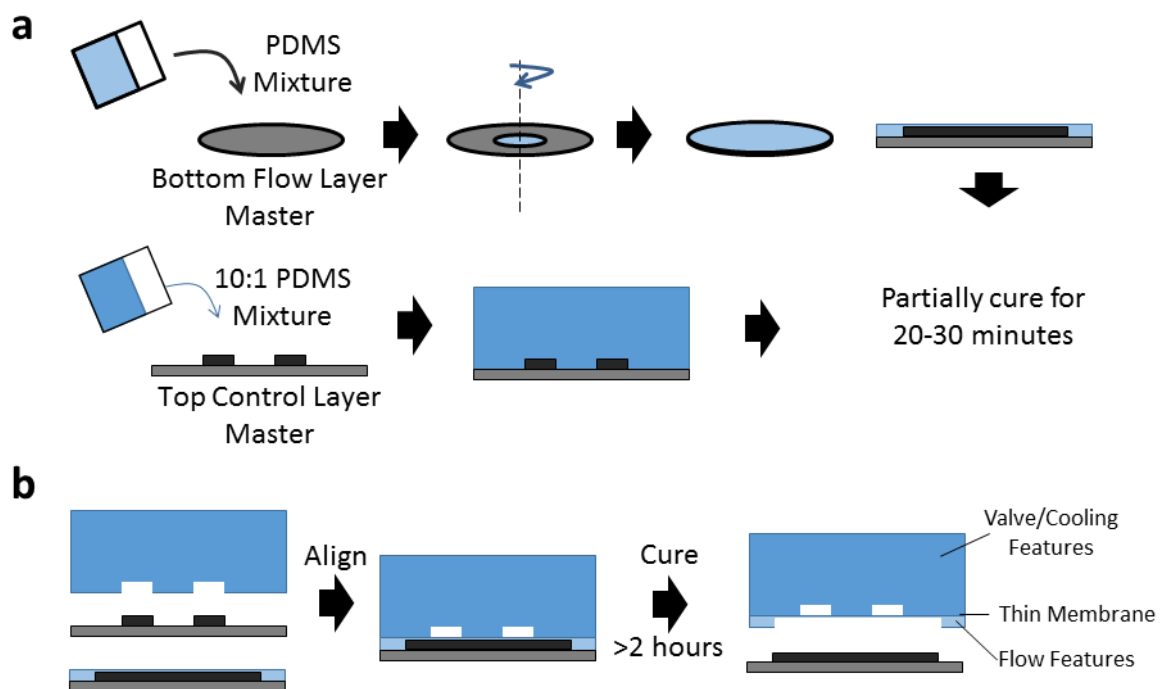 a
PDMS
Mixture
Bottom Flow Layer
Master
10:1 PDMS
Mixture
Top Control Layer
Master
Partially cure for
20-30 minutes
b
Align
Cure
>2 hours
Valve/Cooling
Features
Thin Membrane
Flow Features